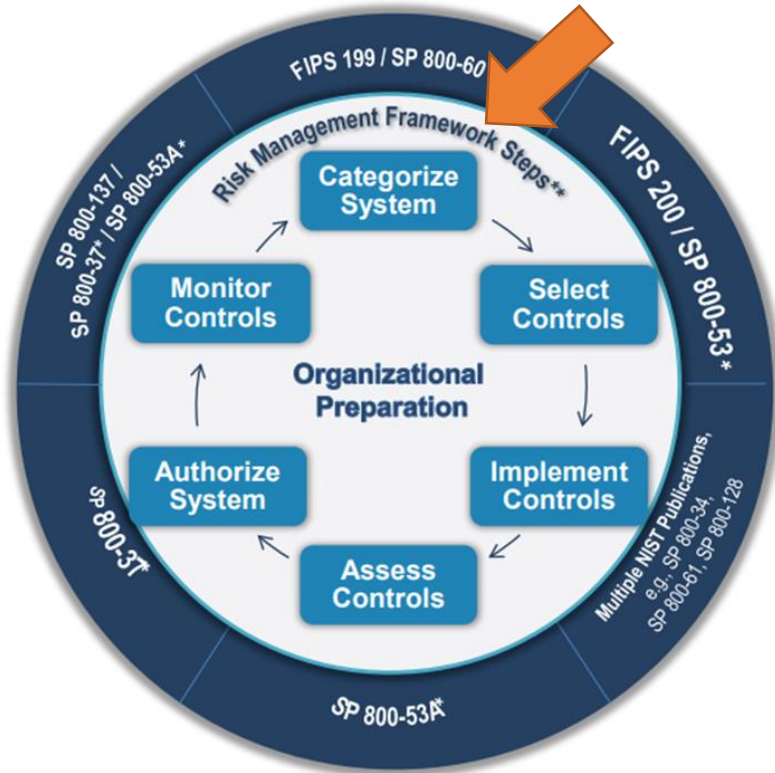 FIPS 199 / SP 800-60
Risk Management Framework Steps**
Categorize
System
FIPS 200 / SP 800-53*
Select
Controls
Multiple NIST Publications,
e.g., SP 800-34,
SP 800-61, SP 800-128
Implement
Controls
SP 800-53A*
Assess
Controls
SP 800-37*
Authorize
System
SP 800-137 /
SP 800-37* / SP 800-53A*
Monitor
Controls
Organizational
Preparation